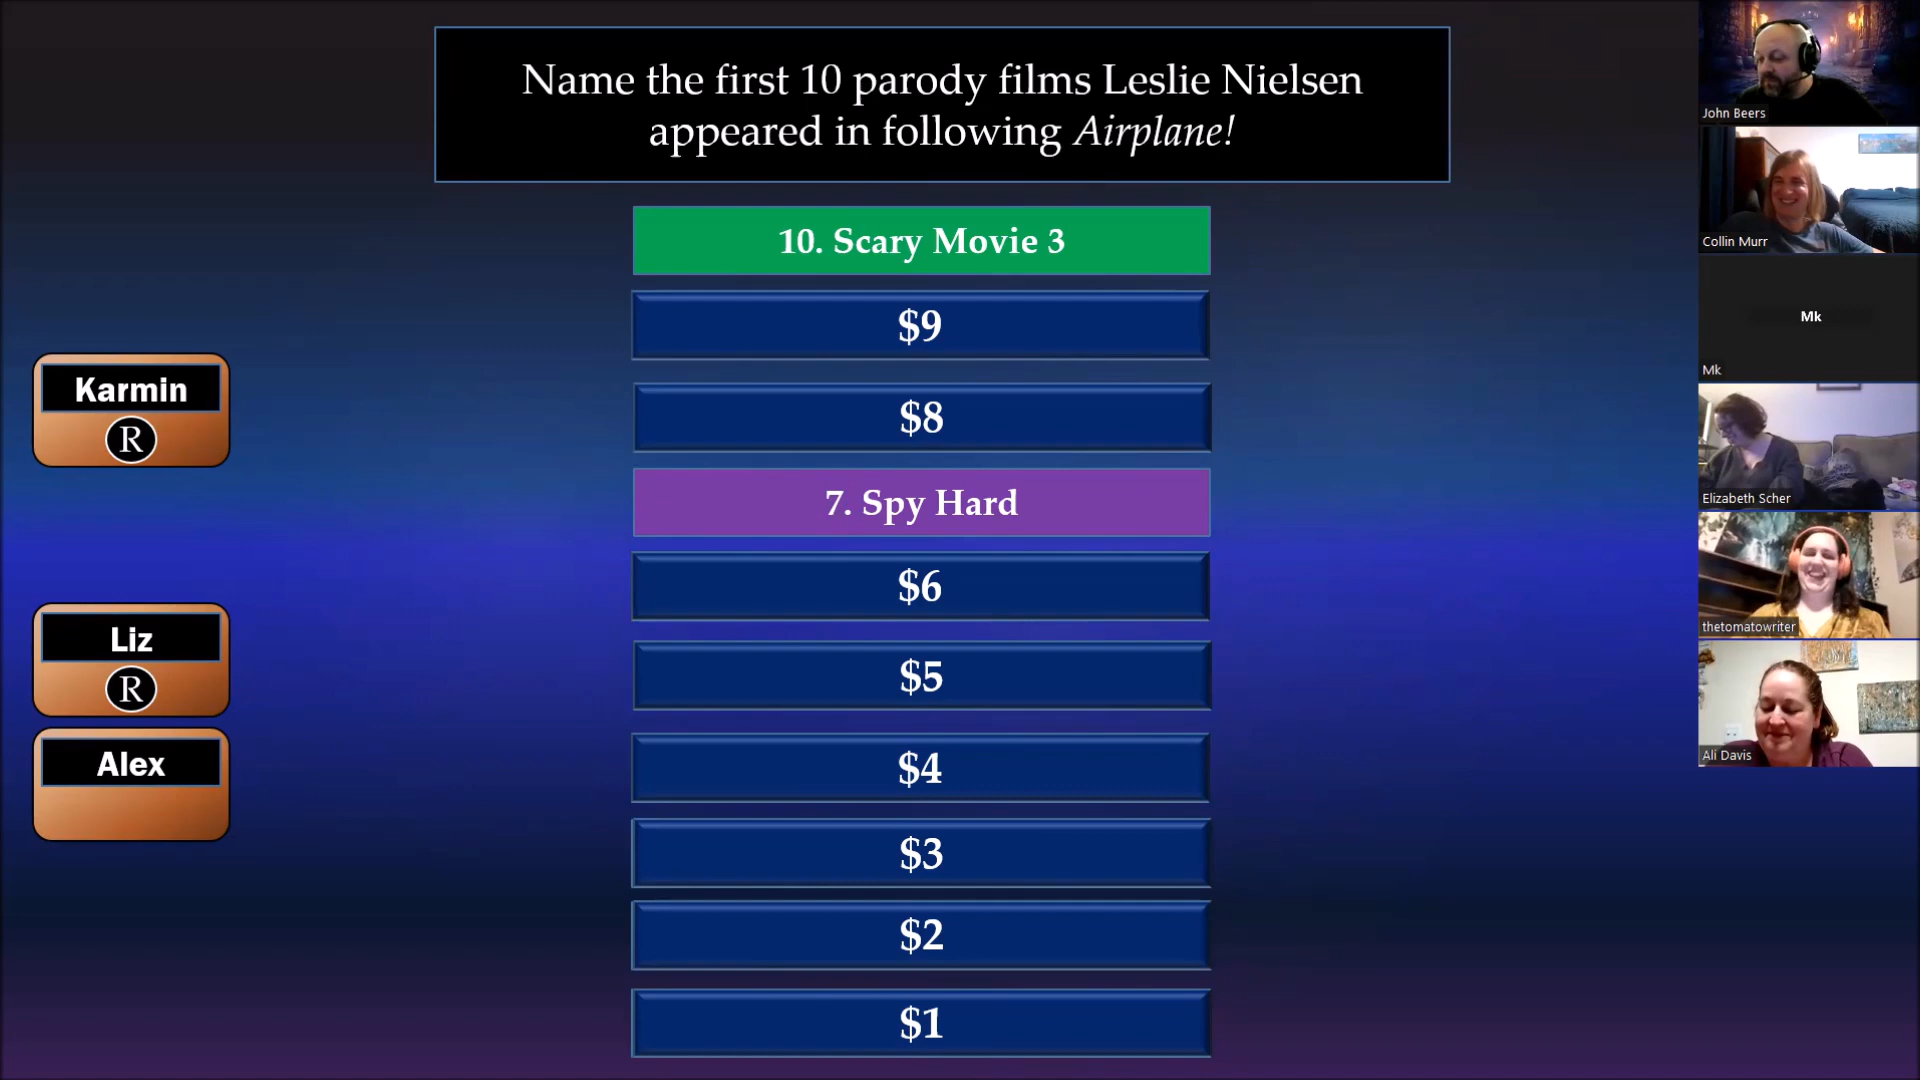 Name the first 10 parody films Leslie Nielsen
appeared in following Airplane!
10. Scary Movie 3
$9
$8
7. Spy Hard
$6
$5
$4
$3
$2
$1
Karmin
R
Liz
R
Alex
John Beers
Collin Murr
Mk
Mk
Elizabeth Scher
thetomatowriter
Ali Davis